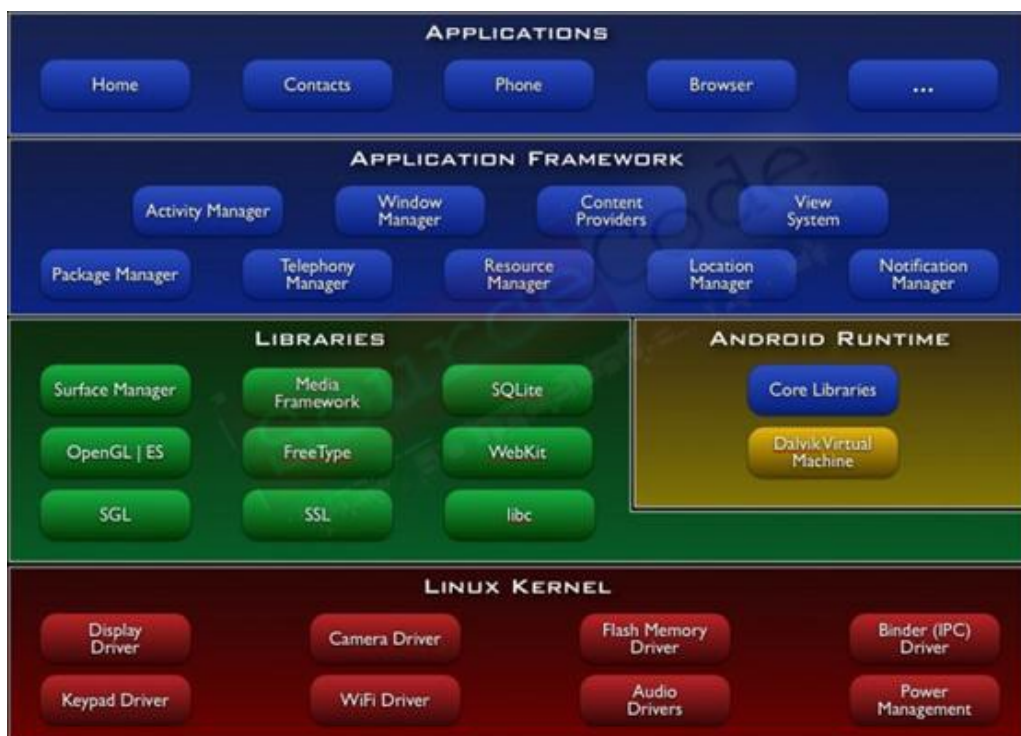 APPLICATIONS
Home
Contacts
Phone
Browser
...
APPLICATION FRAMEWORK
Activity Manager
Window
Manager
Content
Providers
View
System
Package Manager
Telephony
Manager
Resource
Manager
Location
Manager
Notification
Manager
LIBRARIES
Surface Manager
Media
Framework
SQLite
OpenGL | ES
FreeType
WebKit
SGL
SSL
libc
ANDROID RUNTIME
Core Libraries
Dalvik Virtual
Machine
LINUX KERNEL
Display
Driver
Camera Driver
Flash Memory
Driver
Binder (IPC)
Driver
Keypad Driver
WiFi Driver
Audio
Drivers
Power
Management